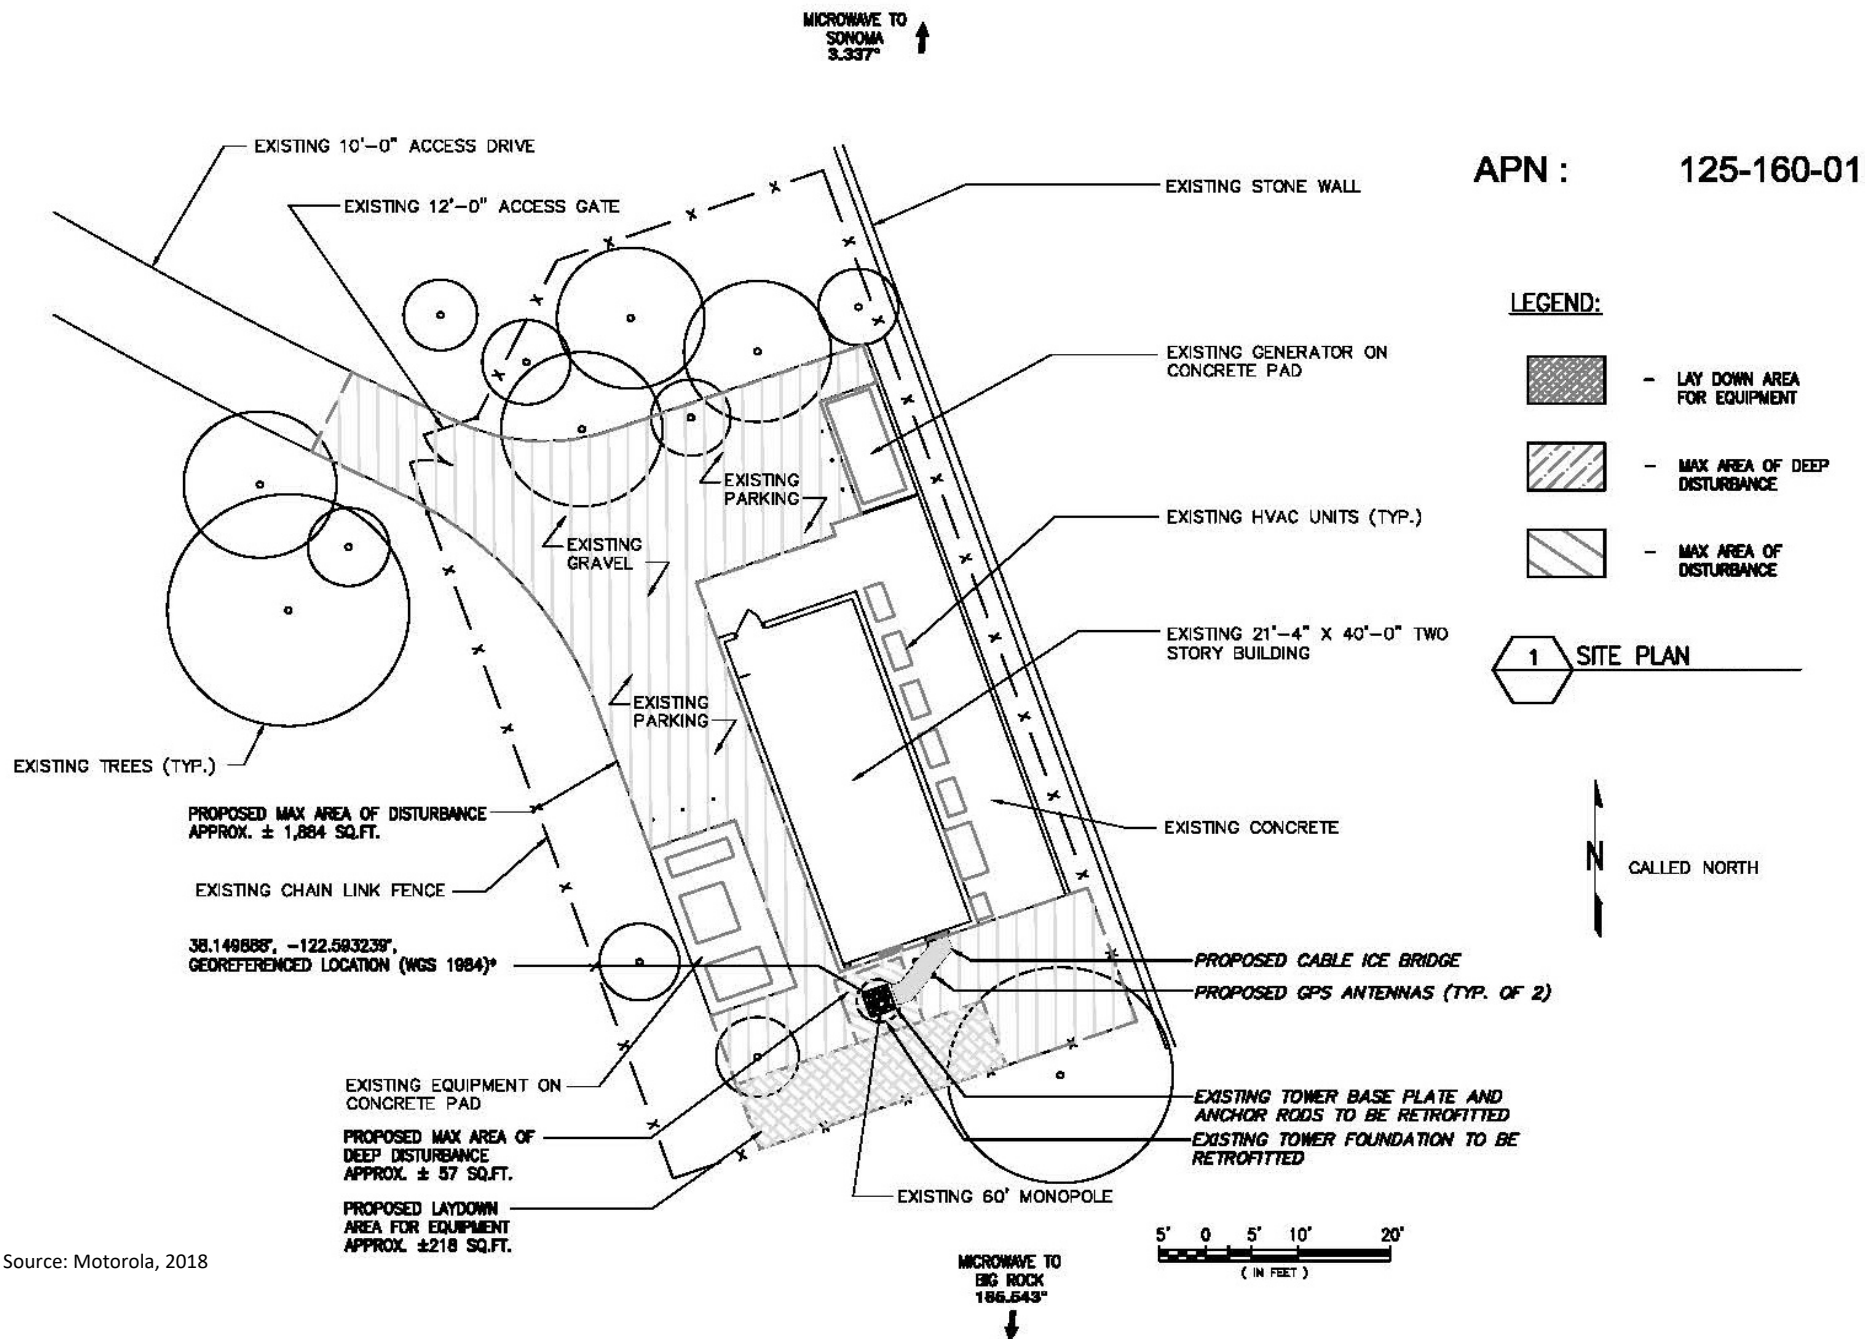 MICROWAVE TO
SONOMA
3.337°
EXISTING 10'-0" ACCESS DRIVE
EXISTING 12'-0" ACCESS GATE
EXISTING STONE WALL
APN : 125-160-01
LEGEND:
EXISTING GENERATOR ON
CONCRETE PAD
- LAY DOWN AREA
FOR EQUIPMENT
- MAX AREA OF DEEP
DISTURBANCE
- MAX AREA OF
DISTURBANCE
EXISTING
PARKING
EXISTING
GRAVEL
EXISTING HVAC UNITS (TYP.)
EXISTING 21'-4" X 40'-0" TWO
STORY BUILDING
1 SITE PLAN
EXISTING
PARKING
EXISTING TREES (TYP.)
PROPOSED MAX AREA OF DISTURBANCE
APPROX. ± 1,884 SQ.FT.
EXISTING CONCRETE
N CALLED NORTH
EXISTING CHAIN LINK FENCE
GEOREFERENCED LOCATION (WGS 1984)*
PROPOSED CABLE ICE BRIDGE
PROPOSED GPS ANTENNAS (TYP. OF 2)
EXISTING EQUIPMENT ON
CONCRETE PAD
EXISTING TOWER BASE PLATE AND
ANCHOR RODS TO BE RETROFITTED
EXISTING TOWER FOUNDATION TO BE
RETROFITTED
PROPOSED MAX AREA OF
DEEP DISTURBANCE
APPROX. ± 57 SQ.FT.
EXISTING 60' MONOPOLE
PROPOSED LAYDOWN
AREA FOR EQUIPMENT
APPROX. ±218 SQ.FT.
5' 0 5' 10' 20'
( IN FEET )
Source: Motorola, 2018
MICROWAVE TO
BIG ROCK